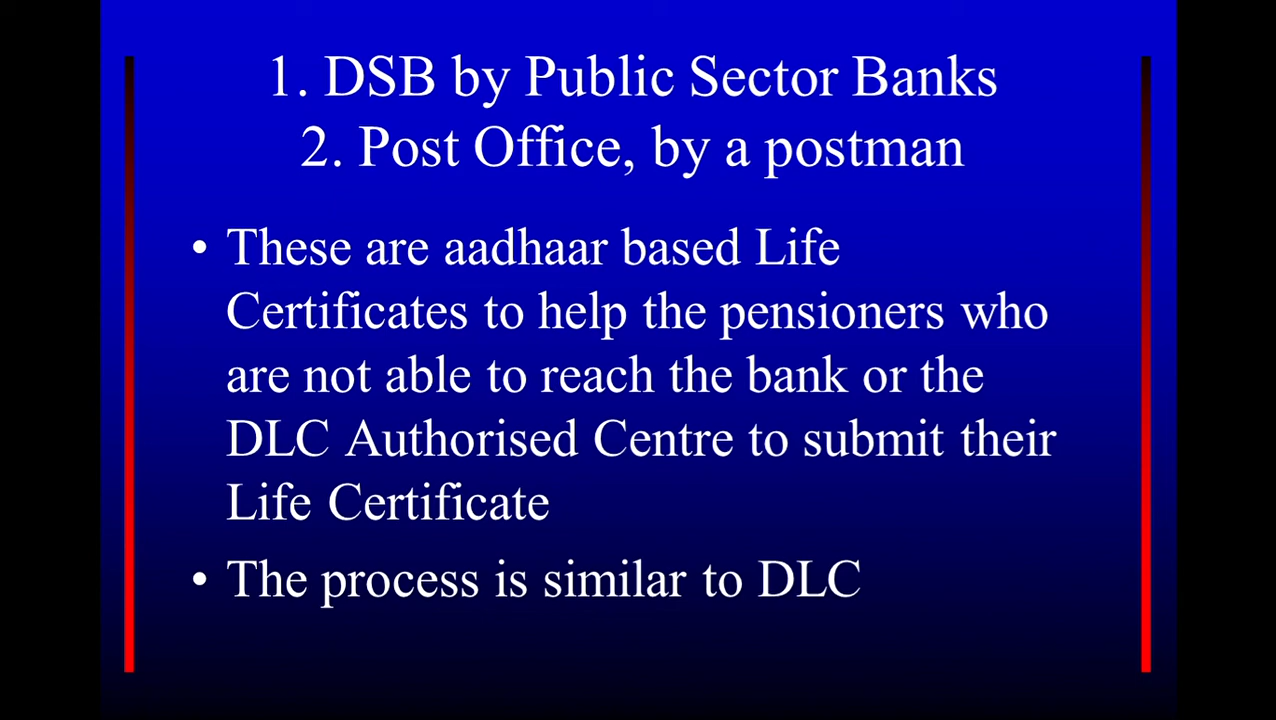 1. DSB by Public Sector Banks
2. Post Office, by a postman
• These are aadhaar based Life
Certificates to help the pensioners who
are not able to reach the bank or the
DLC Authorised Centre to submit their
Life Certificate
• The process is similar to DLC